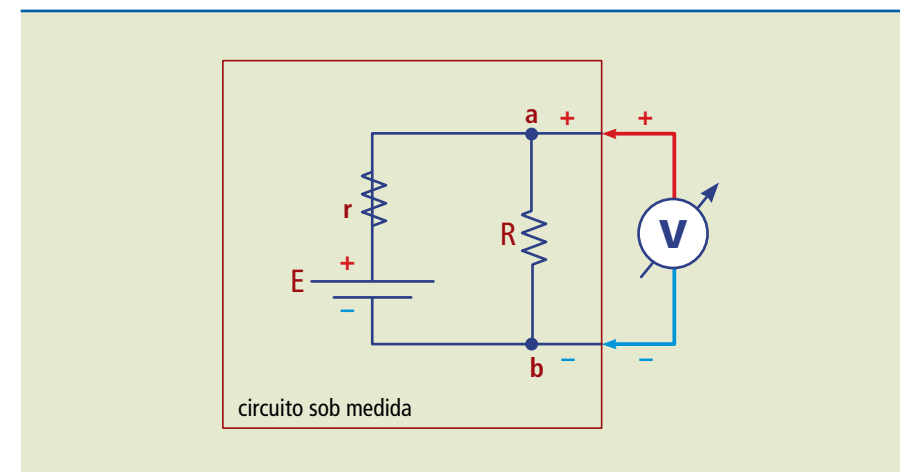 a + +
r
R
V
+
E
−
b − −
circuito sob medida